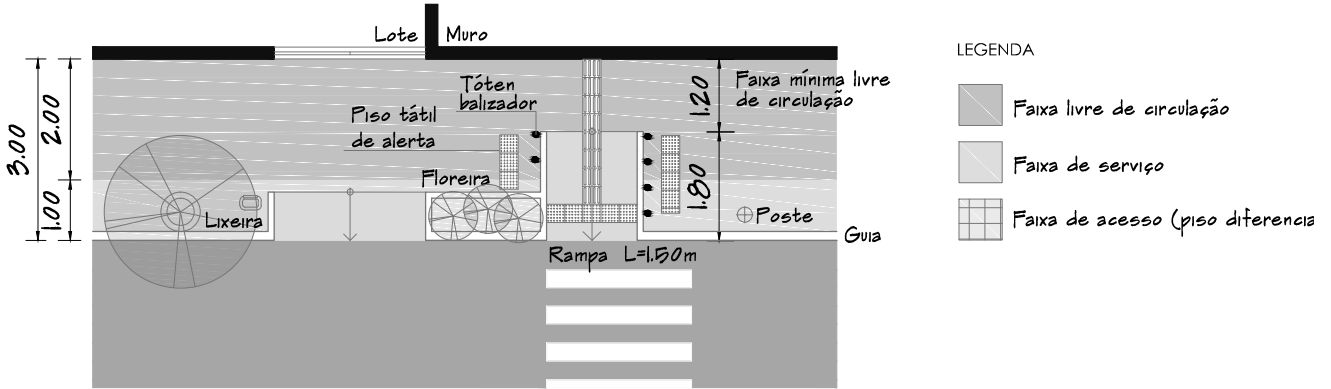 Lote
Muro
LEGENDA
Tóten
balizador
Faixa mínima livre
de circulação
1.20
2.00
3.00
Piso tátil
de alerta
Faixa livre de circulação
Floreira
Faixa de serviço
1.80
1.00
Lixeira
Poste
Faixa de acesso (piso diferencia
Guia
Rampa L=1.50m